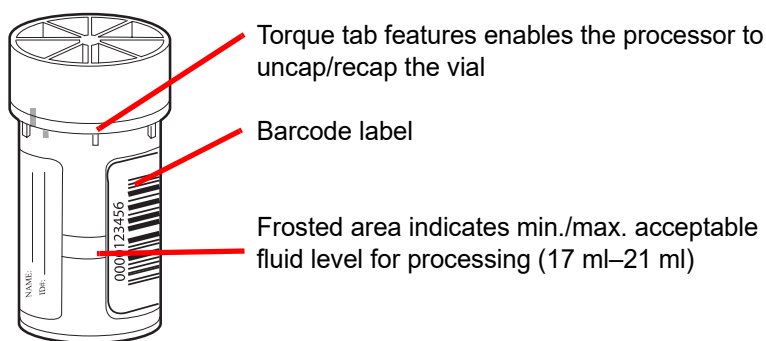 Torque tab features enables the processor to
uncap/recap the vial
Barcode label
Frosted area indicates min./max. acceptable
fluid level for processing (17 ml–21 ml)
NAME:
ID#:
0000123456